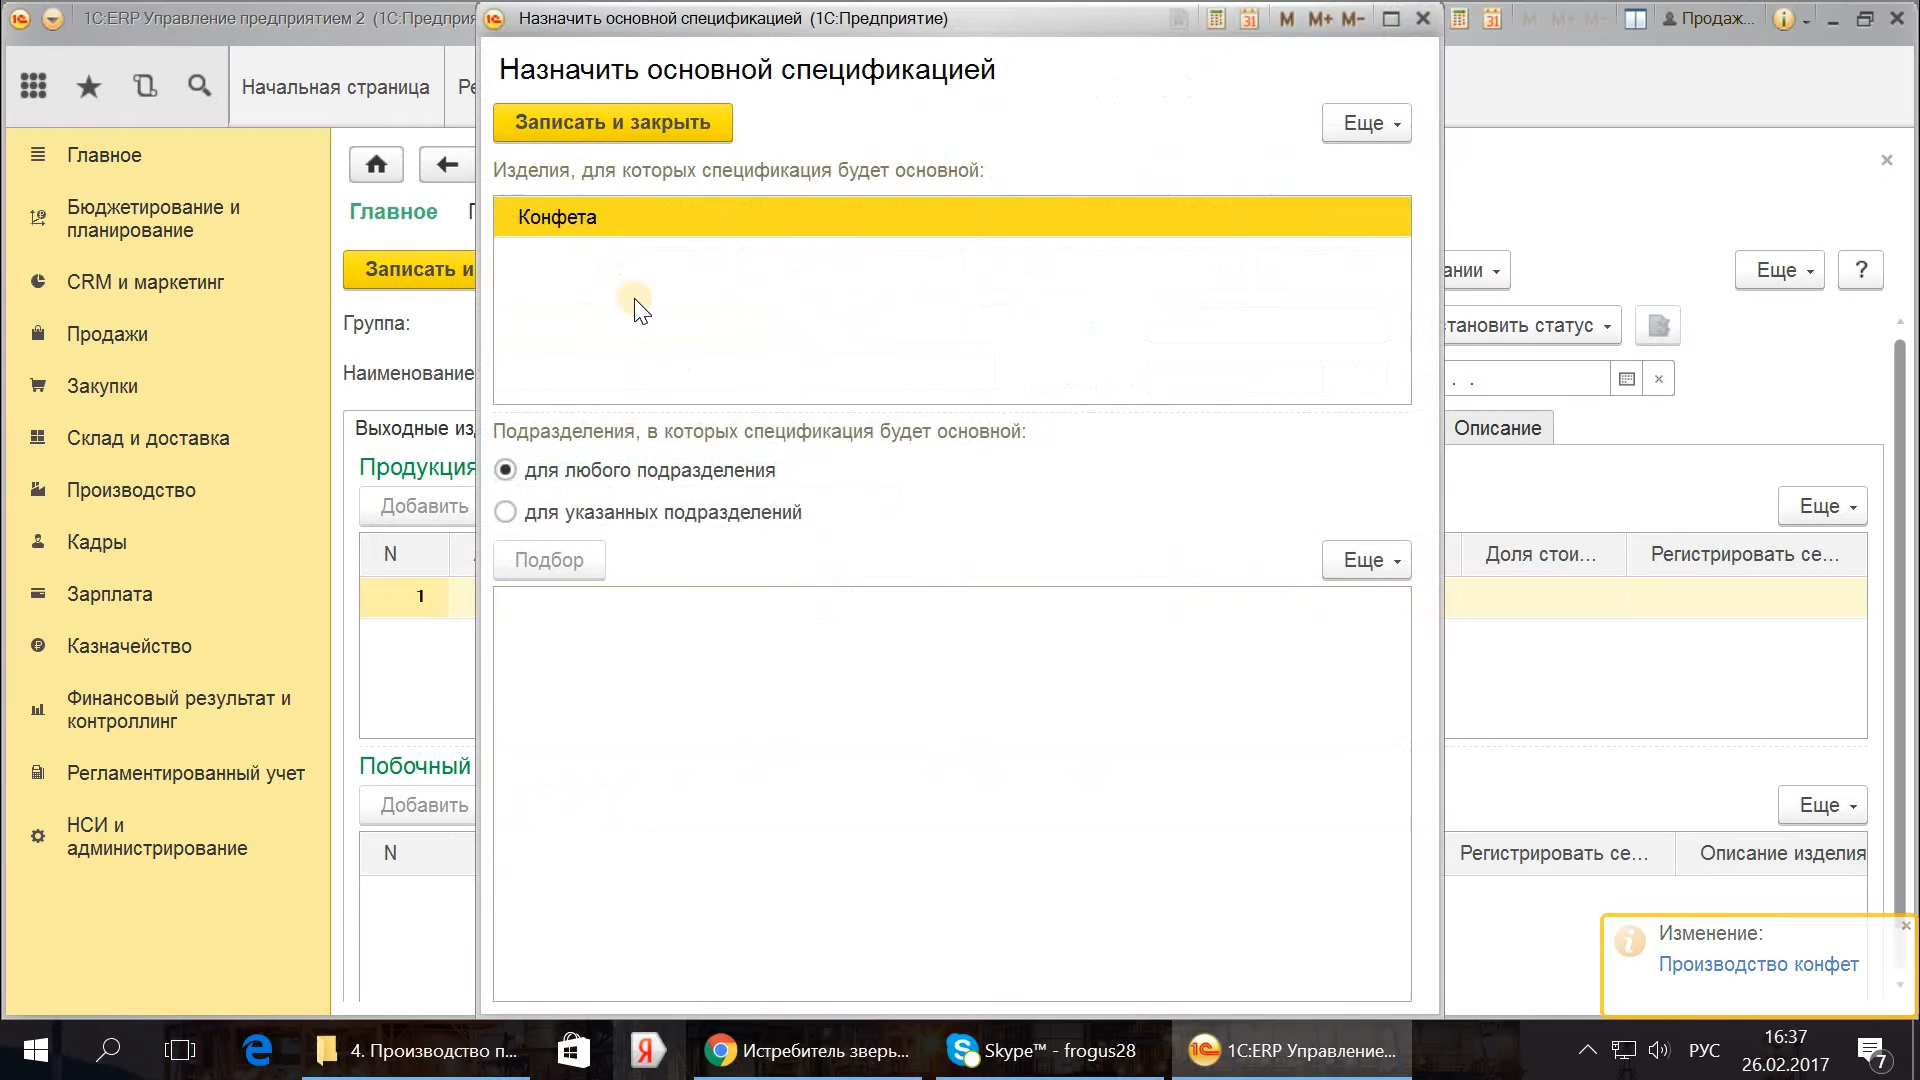 1С:ERP Управление предприятием 2 (1С:Предприя
Назначить основной спецификацией (1С:Предприятие)
31
M M+ M-
31
M M+ M-
Продаж...
Начальная страница
Ре
Назначить основной спецификацией
Записать и закрыть
Еще
Изделия, для которых спецификация будет основной:
Конфета
Подразделения, в которых спецификация будет основной:
для любого подразделения
для указанных подразделений
Подбор
Еще
Главное
Бюджетирование и
планирование
CRM и маркетинг
Продажи
Закупки
Склад и доставка
Производство
Кадры
Зарплата
Казначейство
Финансовый результат и
контроллинг
Регламентированный учет
НСИ и
администрирование
Главное
Записать и
ании
Еще
?
Группа:
тановить статус
Наименование
. .
Выходные из
Описание
Продукция
Добавить
Еще
N
Доля стои...
Регистрировать се...
1
Побочный
Добавить
Еще
N
Регистрировать се...
Описание изделия
Изменение:
Производство конфет
4. Производство п...
Я
Истребитель зверь...
Skype™ - frogus28
1С:ERP Управление...
РУС
16:37
26.02.2017
7